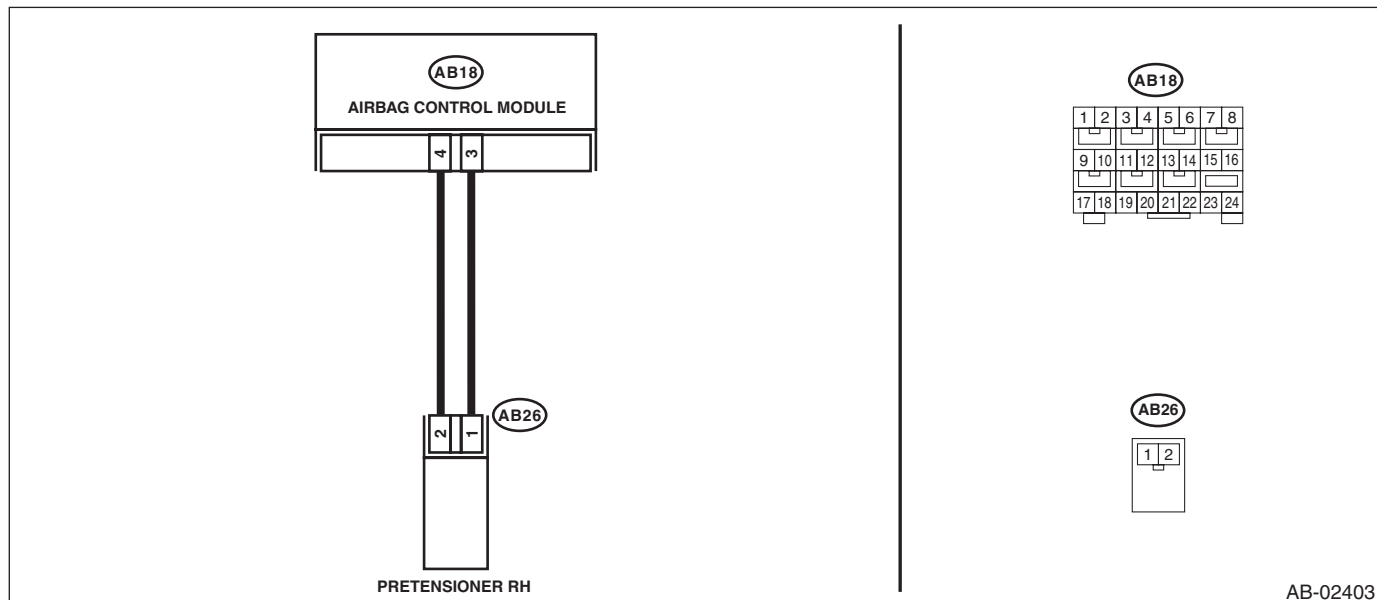 AB18
AIRBAG CONTROL MODULE
4 3
2 1
AB26
PRETENSIONER RH
AB18
1 2 3 4 5 6 7 8
9 10 11 12 13 14 15 16
17 18 19 20 21 22 23 24
AB26
1 2
AB-02403